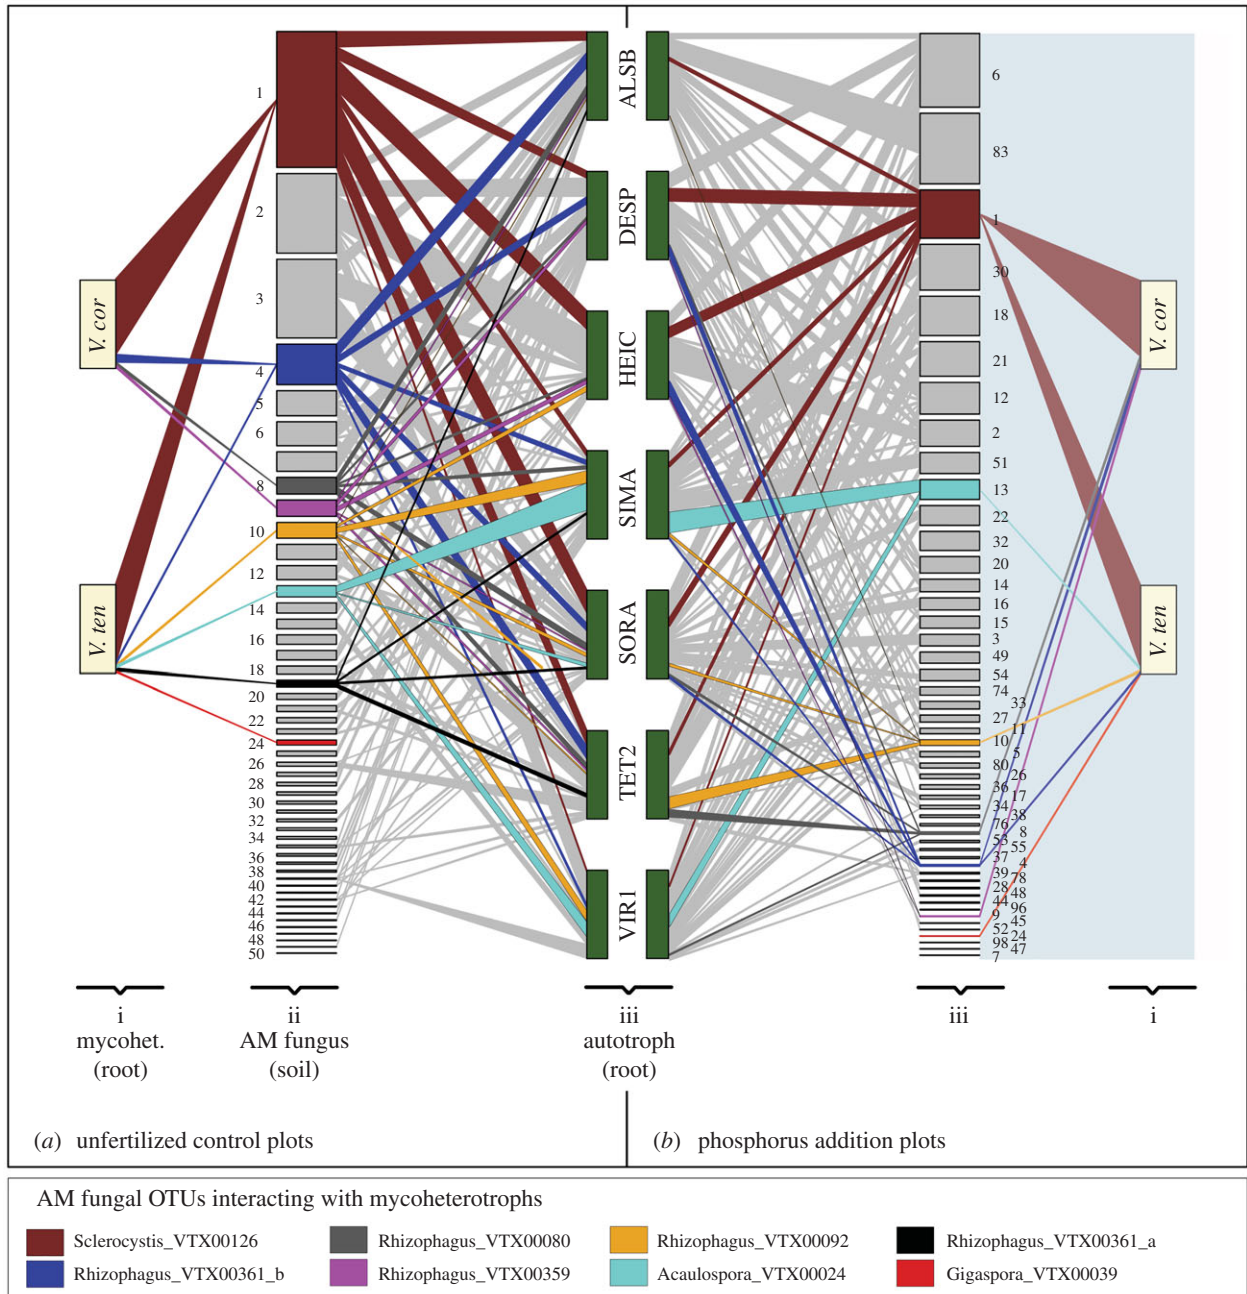 1
2
3
4
5
6
8
10
12
14
16
18
20
22
24
26
28
30
32
34
36
38
40
42
44
46
48
50
V. cor
V. ten
ALSB
DESP
HEIC
SIMA
SORA
TET2
VIR1
6
83
1
30
18
21
12
2
51
13
22
32
20
14
16
15
3
49
54
74
33
27
11
10
5
80
26
36
17
34
38
76
8
53
55
37
4
39
78
28
48
44
96
9
45
52
24
98
47
7
V. cor
V. ten
i
mycohet.
(root)
ii
AM fungus
(soil)
iii
autotroph
(root)
iii
i
(a) unfertilized control plots
(b) phosphorus addition plots
AM fungal OTUs interacting with mycoheterotrophs
Sclerocystis_VTX00126
Rhizophagus_VTX00080
Rhizophagus_VTX00092
Rhizophagus_VTX00361_a
Rhizophagus_VTX00361_b
Rhizophagus_VTX00359
Acaulospora_VTX00024
Gigaspora_VTX00039